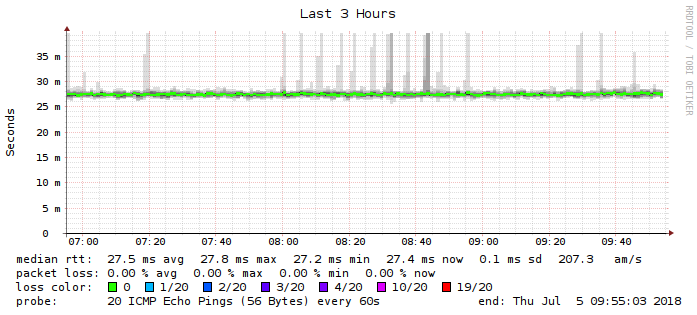 Last 3 Hours
RRDTOOL / TOBI OETIKER
Seconds
35 m
30 m
25 m
20 m
15 m
10 m
5 m
0
07:00 07:20 07:40 08:00 08:20 08:40 09:00 09:20 09:40
median rtt: 27.5 ms avg 27.8 ms max 27.2 ms min 27.4 ms now 0.1 ms sd 207.3 am/s
packet loss: 0.00 % avg 0.00 % max 0.00 % min 0.00 % now
loss color: 0 1/20 2/20 3/20 4/20 10/20 19/20
probe: 20 ICMP Echo Pings (56 Bytes) every 60s end: Thu Jul 5 09:55:03 2018